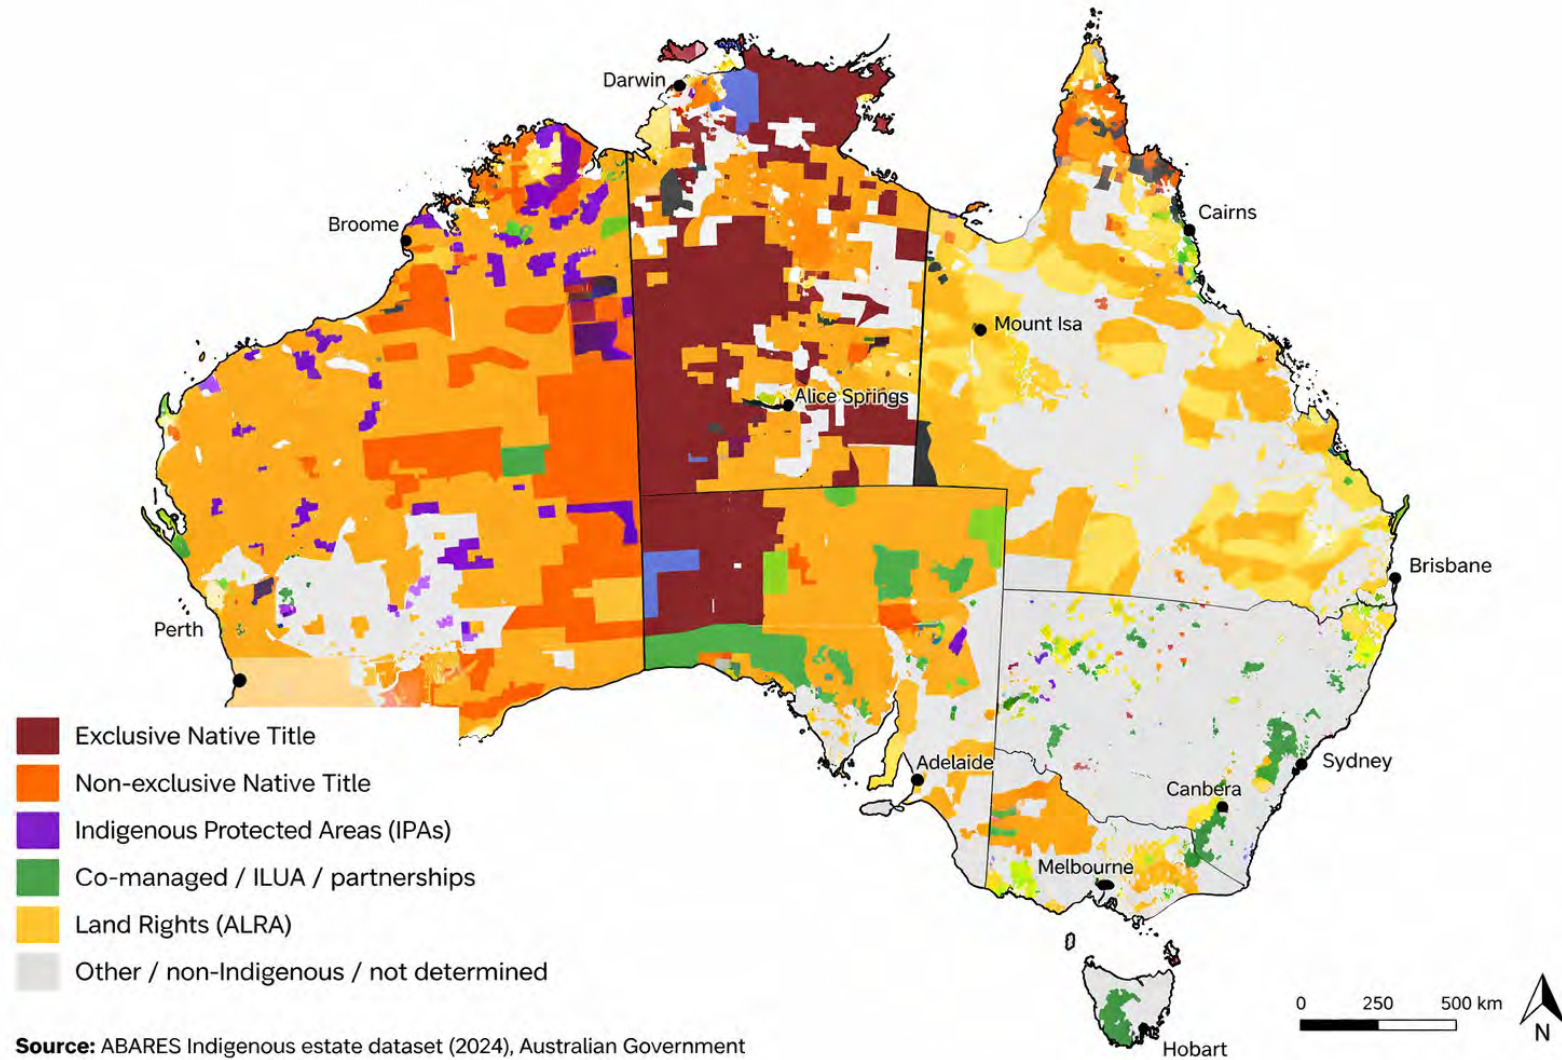 Darwin
Broome
Cairns
Mount Isa
Alice Springs
Brisbane
Perth
Exclusive Native Title
Non-exclusive Native Title
Indigenous Protected Areas (IPAs)
Co-managed / ILUA / partnerships
Land Rights (ALRA)
Other / non-Indigenous / not determined
Adelaide
Sydney
Canbera
Melbourne
0 250 500 km
N
Hobart
Source: ABARES Indigenous estate dataset (2024), Australian Government